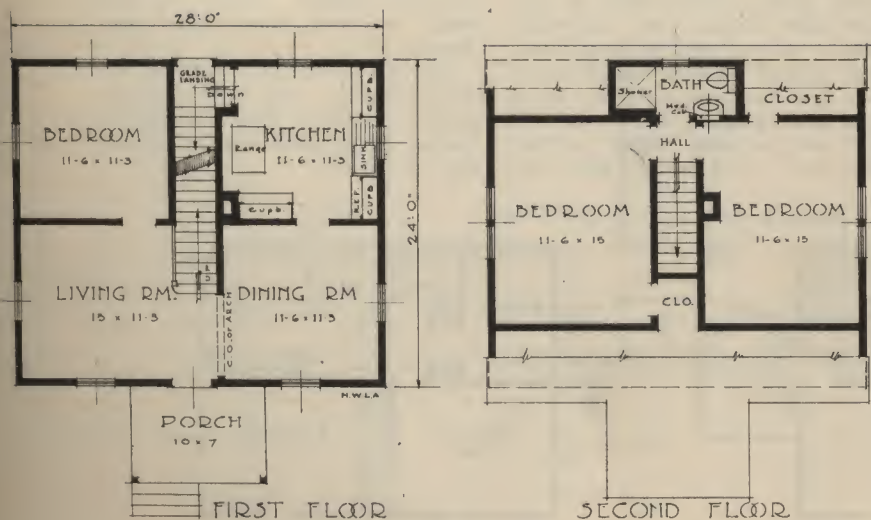 28'-0"
GRADE LANDING
DOWN
CUPB
BEDROOM
11-6 x 11-3
KITCHEN
11-6 x 11-3
Range
SINK
REF.
CUPB
Cupb.
24'-0"
LIVING RM.
15 x 11-3
DINING RM
11-6 x 11-3
C.O. of ARCH
N.W.L.A
PORCH
10 x 7
FIRST FLOOR
Shower
BATH
Med. Cab.
CLOSET
HALL
BEDROOM
11-6 x 15
BEDROOM
11-6 x 15
CLO.
SECOND FLOOR